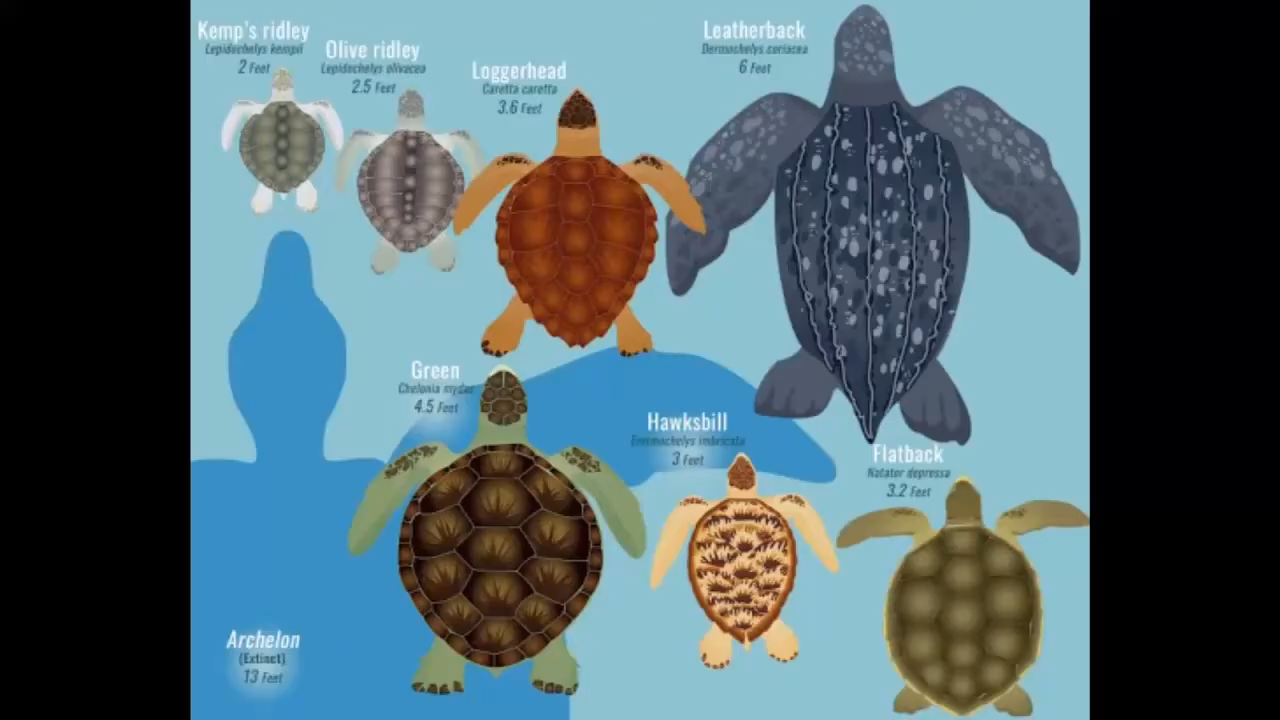 Kemp's ridley
Lepidochelys kempii
2 Feet
Olive ridley
Lepidochelys olivacea
2.5 Feet
Loggerhead
Caretta caretta
3.6 Feet
Leatherback
Dermochelys coriacea
6 Feet
Green
Chelonia mydas
4.5 Feet
Hawksbill
Eretmochelys imbricata
3 Feet
Flatback
Natator depressa
3.2 Feet
Archelon
(Extinct)
13 Feet